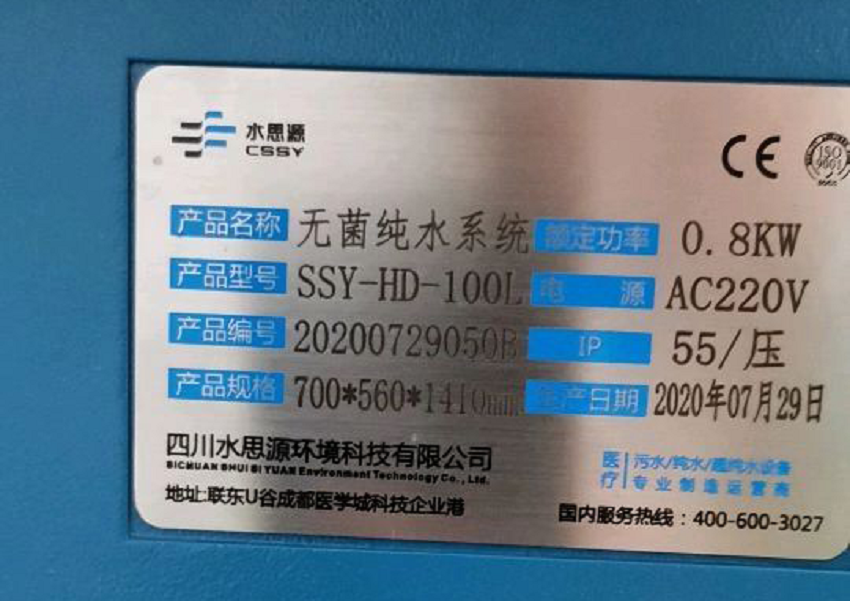 水思源
CSSY
CE
ISO
9001
产品名称 无菌纯水系统 额定功率 0.8KW
产品型号 SSY-HD-100L 电 源 AC220V
产品编号 20200729050B IP 55/压
产品规格 700*560*1410mm 生产日期 2020年07月29日
四川水思源环境科技有限公司
SICHUAN SHUI SI YUAN Environment Technology Co., Ltd.
地址:联东U谷成都医学城科技企业港
医疗 污水/纯水/超纯水设备
专业制造运营商
国内服务热线：400-600-3027